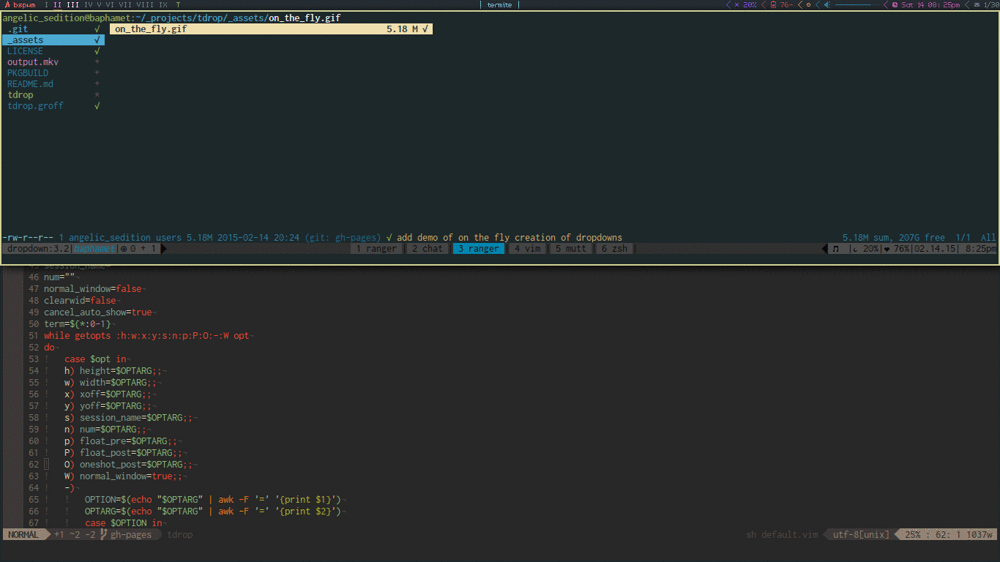 bspwm I II III IV V VI VII VIII IX T | termite | 20% 76- Sat 14 08:25pm 1/30
angelic_sedition@baphamet:~/_projects/tdrop/_assets/on_the_fly.gif
.git √ on_the_fly.gif 5.18 M √
_assets √
LICENSE √
output.mkv +
PKGBUILD +
README.md +
tdrop *
tdrop.groff √
-rw-r--r-- 1 angelic_sedition users 5.18M 2015-02-14 20:24 (git: gh-pages) √ add demo of on the fly creation of dropdowns 5.18M sum, 207G free 1/1 All
dropdown:3.2 baphamet 0 + 1 1 ranger 2 chat 3 ranger 4 vim 5 mutt 6 zsh 20% 76% 02.14.15 8:25pm
45 session_name=
46 num=""
47 normal_window=false
48 clearwid=false
49 cancel_auto_show=true
50 term=${*:0-1}
51 while getopts :h:w:x:y:s:n:p:P:O:-:W opt
52 do
53 case $opt in
54 h) height=$OPTARG;;
55 w) width=$OPTARG;;
56 x) xoff=$OPTARG;;
57 y) yoff=$OPTARG;;
58 s) session_name=$OPTARG;;
59 n) num=$OPTARG;;
60 p) float_pre=$OPTARG;;
61 P) float_post=$OPTARG;;
62 O) oneshot_post=$OPTARG;;
63 W) normal_window=true;;
64 -)
65 OPTION=$(echo "$OPTARG" | awk -F '=' '{print $1}')
66 OPTARG=$(echo "$OPTARG" | awk -F '=' '{print $2}')
67 case $OPTION in
NORMAL +1 ~2 -2 gh-pages tdrop sh default.vim utf-8[unix] 25% : 62: 1 1037w